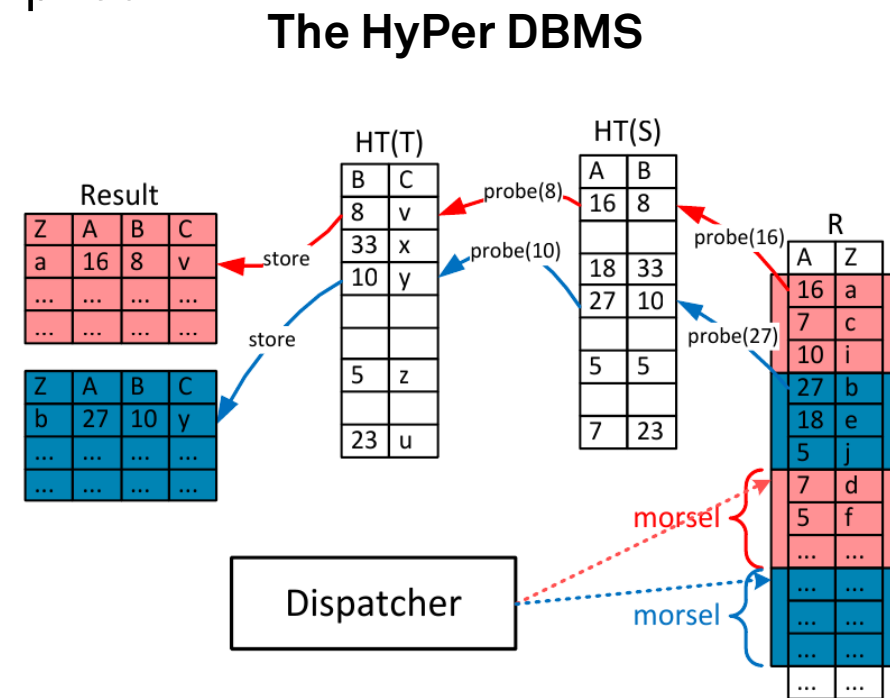 The HyPer DBMS
Result
Z A B C
a 16 8 v
... ... ... ...
... ... ... ...
Z A B C
b 27 10 y
... ... ... ...
... ... ... ...
store
store
HT(T)
B C
8 v
33 x
10 y
5 z
23 u
probe(8)
probe(10)
HT(S)
A B
16 8
18 33
27 10
5 5
7 23
probe(16)
probe(27)
R
A Z
16 a
7 c
10 i
27 b
18 e
5 j
7 d
5 f
... ...
... ...
... ...
... ...
... ...
morsel
morsel
Dispatcher